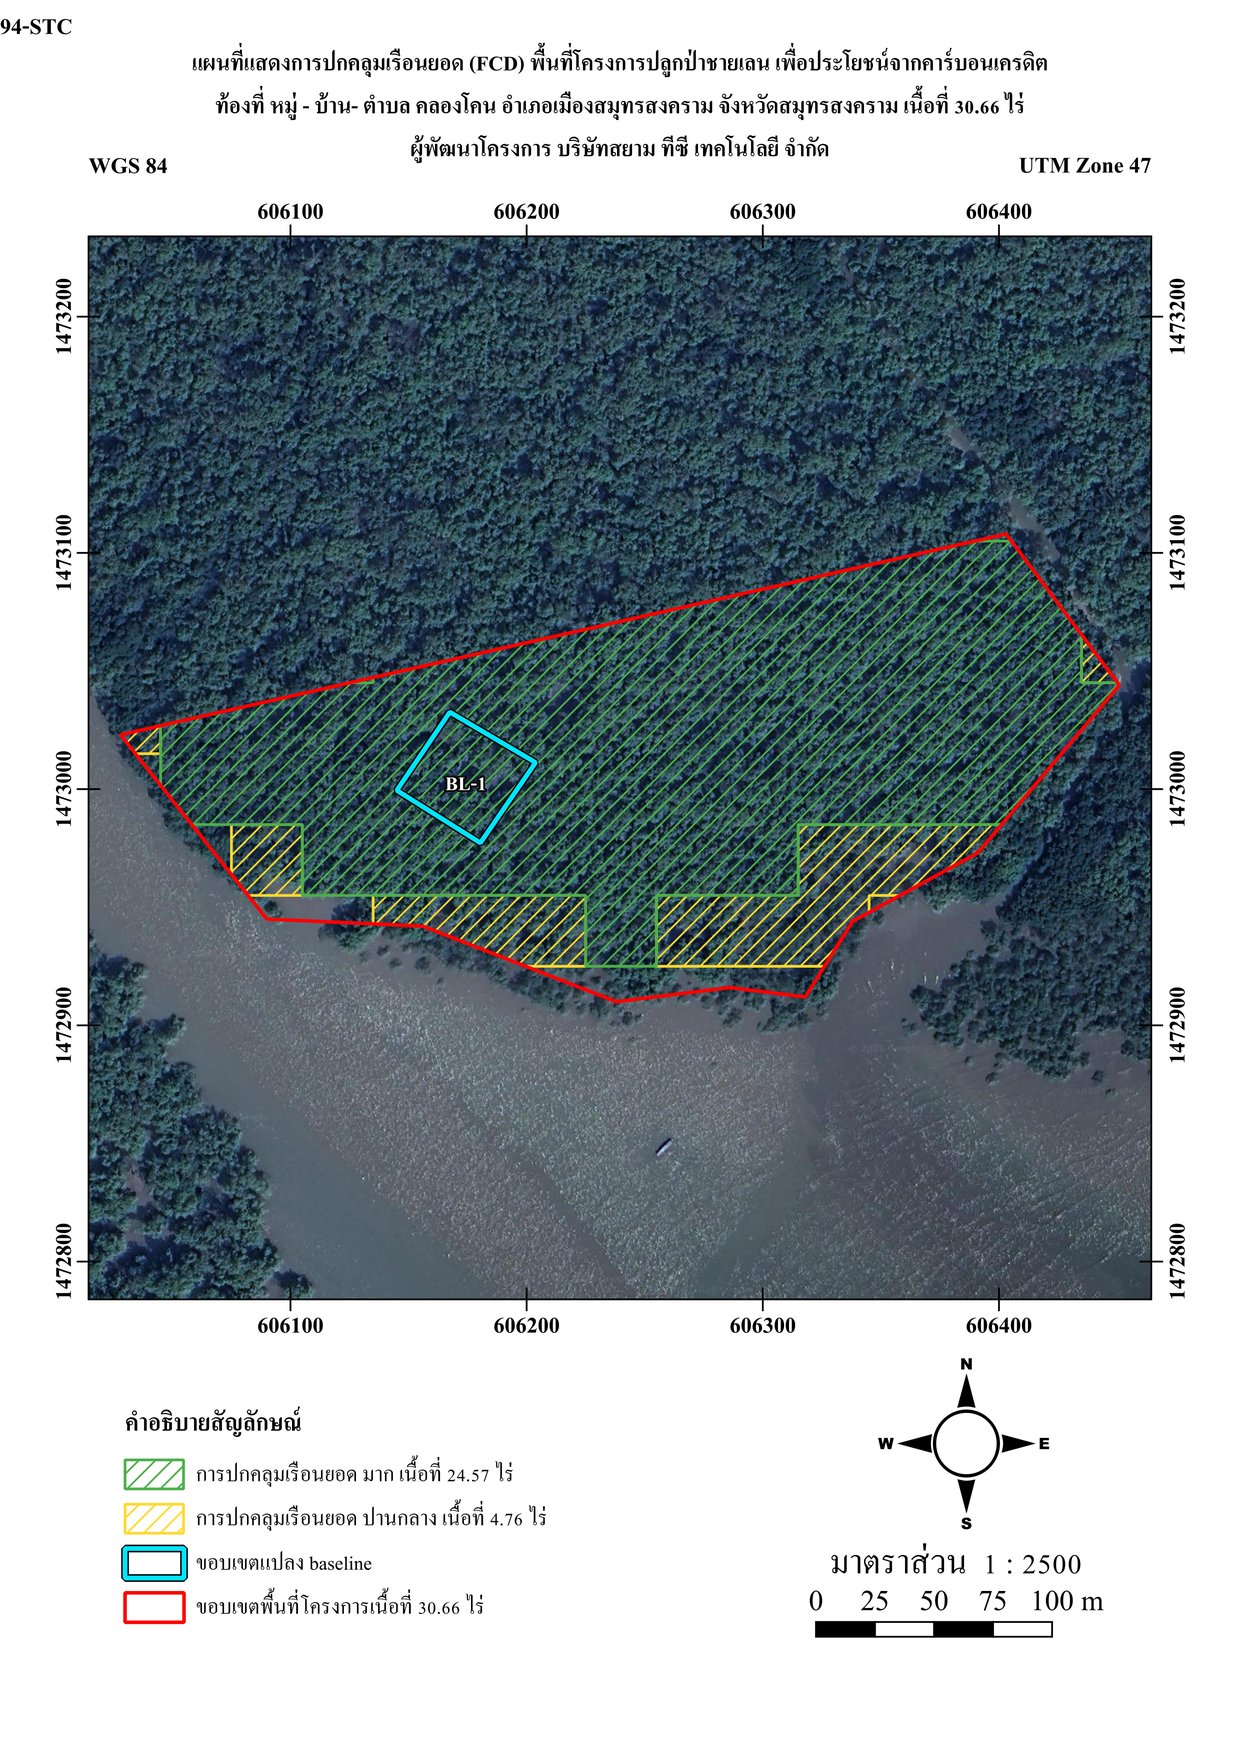 94-STC
แผนที่แสดงการปกคลุมเรือนยอด (FCD) พื้นที่โครงการปลูกป่าชายเลน เพื่อประโยชน์จากคาร์บอนเครดิต
ท้องที่ หมู่ - บ้าน- ตำบล คลองโคน อำเภอเมืองสมุทรสงคราม จังหวัดสมุทรสงคราม เนื้อที่ 30.66 ไร่
ผู้พัฒนาโครงการ บริษัทสยาม ทีซี เทคโนโลยี จำกัด
WGS 84 UTM Zone 47
606100 606200 606300 606400
1473200 1473200
1473100 1473100
1473000 1473000
BL-1
1472900 1472900
1472800 1472800
606100 606200 606300 606400
คำอธิบายสัญลักษณ์
การปกคลุมเรือนยอด มาก เนื้อที่ 24.57 ไร่
การปกคลุมเรือนยอด ปานกลาง เนื้อที่ 4.76 ไร่
ขอบเขตแปลง baseline
ขอบเขตพื้นที่โครงการเนื้อที่ 30.66 ไร่
N
W E
S
มาตราส่วน 1 : 2500
0 25 50 75 100 m